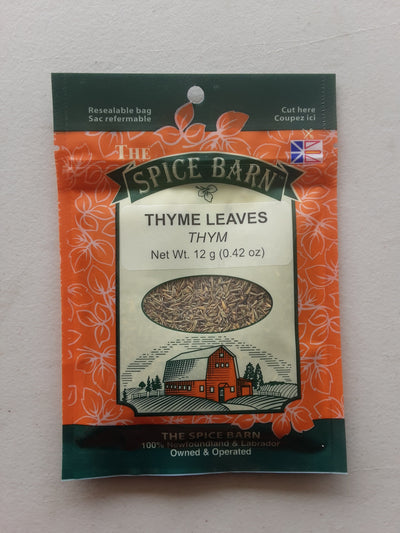 Resealable bag
Sac refermable
Cut here
Coupez ici
THE
SPICE BARN
THYME LEAVES
THYM
Net Wt. 12 g (0.42 oz)
THE SPICE BARN
100% Newfoundland & Labrador
Owned & Operated